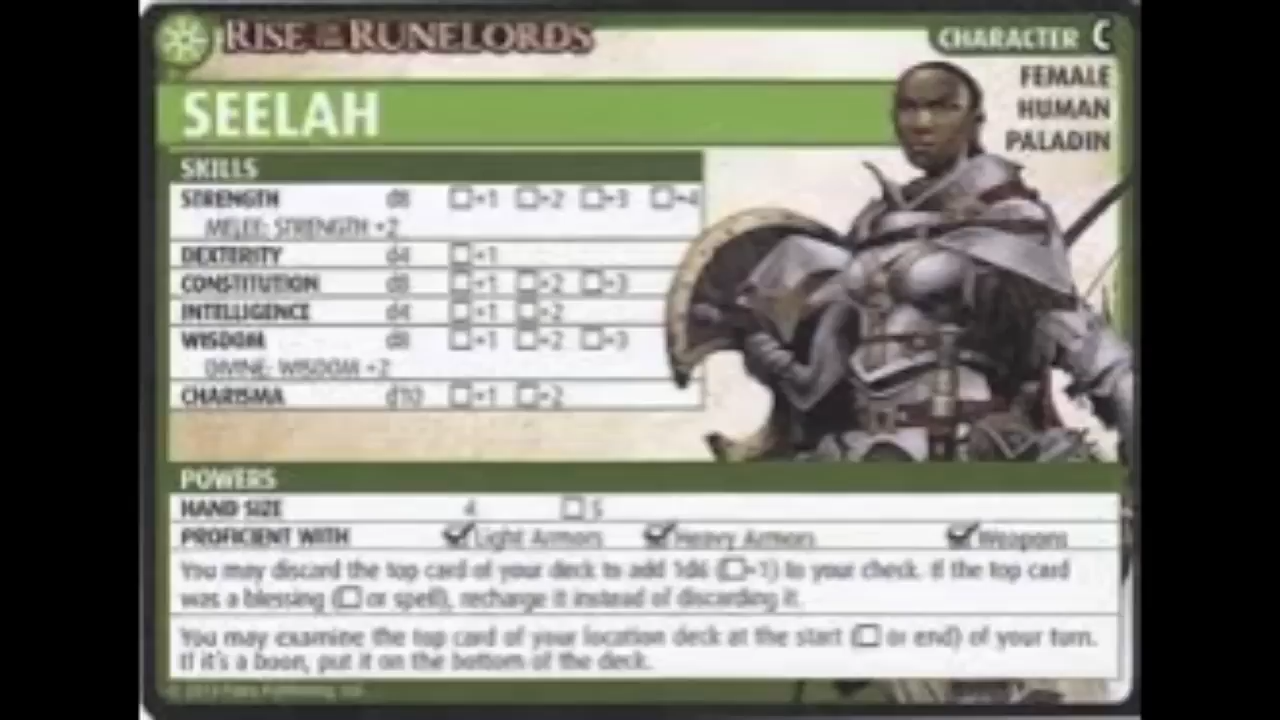 RISE OF THE RUNELORDS
CHARACTER C
SEELAH
FEMALE
HUMAN
PALADIN
SKILLS
STRENGTH d8 ☐+1 ☐+2 ☐+3 ☐+4
MELEE: STRENGTH +2
DEXTERITY d4 ☐+1
CONSTITUTION d8 ☐+1 ☐+2 ☐+3
INTELLIGENCE d4 ☐+1 ☐+2
WISDOM d8 ☐+1 ☐+2 ☐+3
DIVINE: WISDOM +2
CHARISMA d10 ☐+1 ☐+2
POWERS
HAND SIZE 4 ☐ 5
PROFICIENT WITH ☑ Light Armors ☑ Heavy Armors ☑ Weapons
You may discard the top card of your deck to add 1d6 (☐+1) to your check. If the top card
was a blessing (☐ or spell), recharge it instead of discarding it.
You may examine the top card of your location deck at the start (☐ or end) of your turn.
If it's a boon, put it on the bottom of the deck.